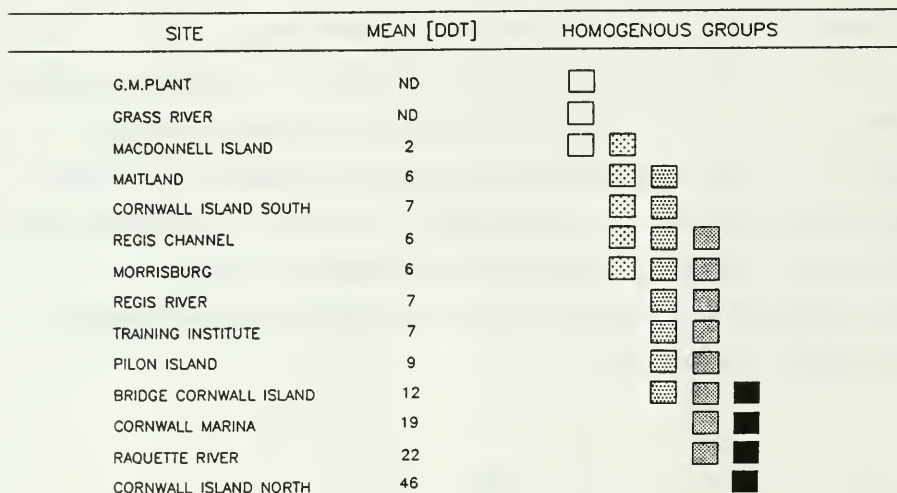 SITE MEAN [DDT] HOMOGENOUS GROUPS
G.M.PLANT ND
GRASS RIVER ND
MACDONNELL ISLAND 2
MAITLAND 6
CORNWALL ISLAND SOUTH 7
REGIS CHANNEL 6
MORRISBURG 6
REGIS RIVER 7
TRAINING INSTITUTE 7
PILON ISLAND 9
BRIDGE CORNWALL ISLAND 12
CORNWALL MARINA 19
RAQUETTE RIVER 22
CORNWALL ISLAND NORTH 46